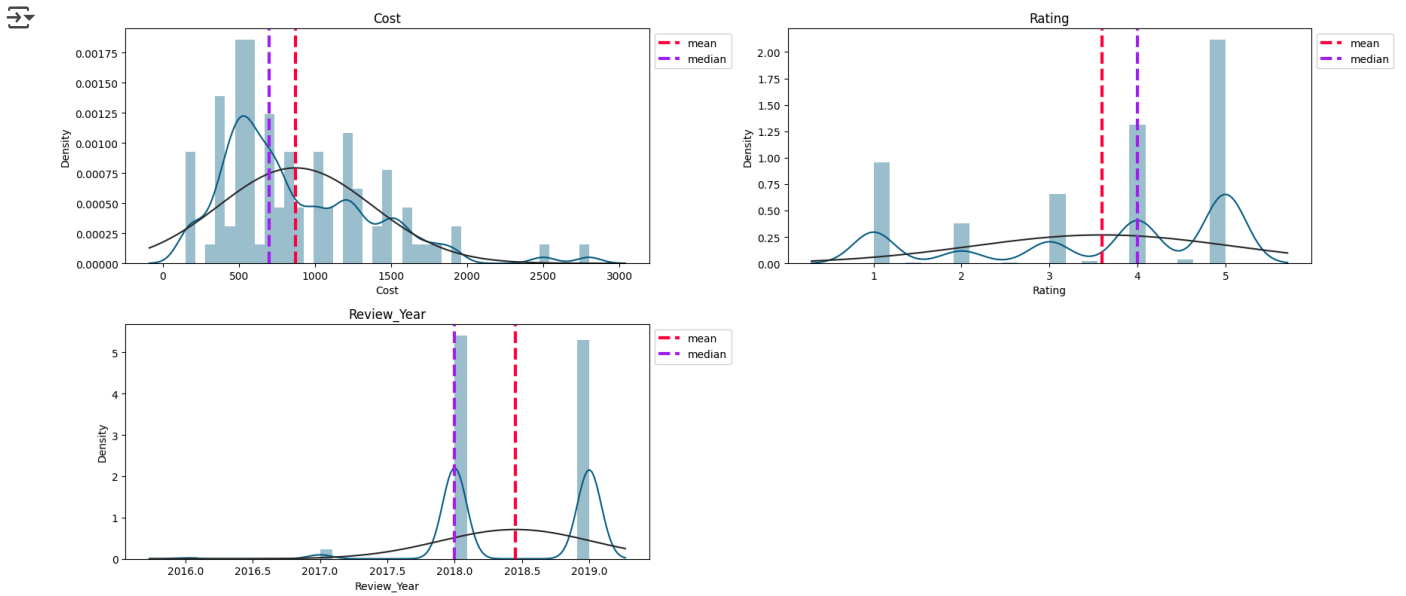 Cost
0.00175
0.00150
0.00125
0.00100
0.00075
0.00050
0.00025
0.00000
Density
0 500 1000 1500 2000 2500 3000
Cost
mean
median
Rating
2.00
1.75
1.50
1.25
1.00
0.75
0.50
0.25
0.00
Density
1 2 3 4 5
Rating
mean
median
Review_Year
5
4
3
2
1
0
Density
2016.0 2016.5 2017.0 2017.5 2018.0 2018.5 2019.0
Review_Year
mean
median